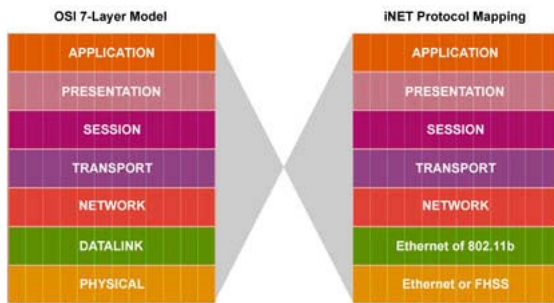 OSI 7-Layer Model
APPLICATION
PRESENTATION
SESSION
TRANSPORT
NETWORK
DATALINK
PHYSICAL
iNET Protocol Mapping
APPLICATION
PRESENTATION
SESSION
TRANSPORT
NETWORK
Ethernet of 802.11b
Ethernet or FHSS